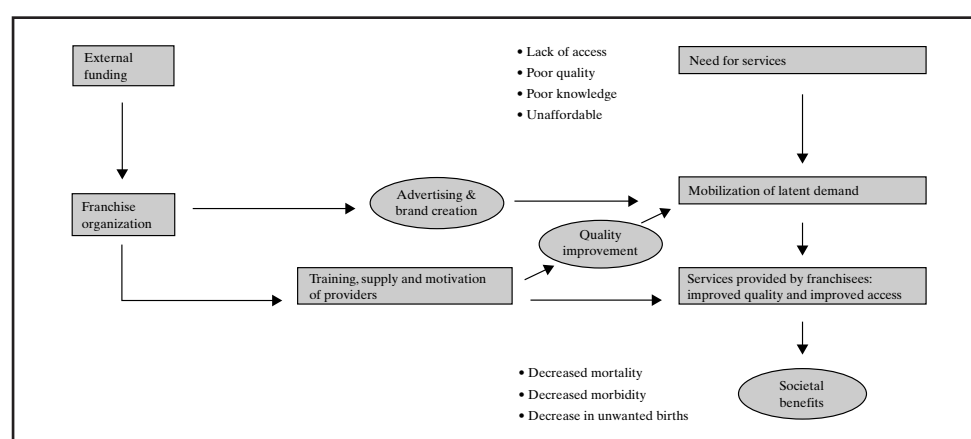 External
funding
• Lack of access
• Poor quality
• Poor knowledge
• Unaffordable
Need for services
Franchise
organization
Advertising &
brand creation
Mobilization of latent demand
Quality
improvement
Training, supply and motivation
of providers
Services provided by franchisees:
improved quality and improved access
• Decreased mortality
• Decreased morbidity
• Decrease in unwanted births
Societal
benefits